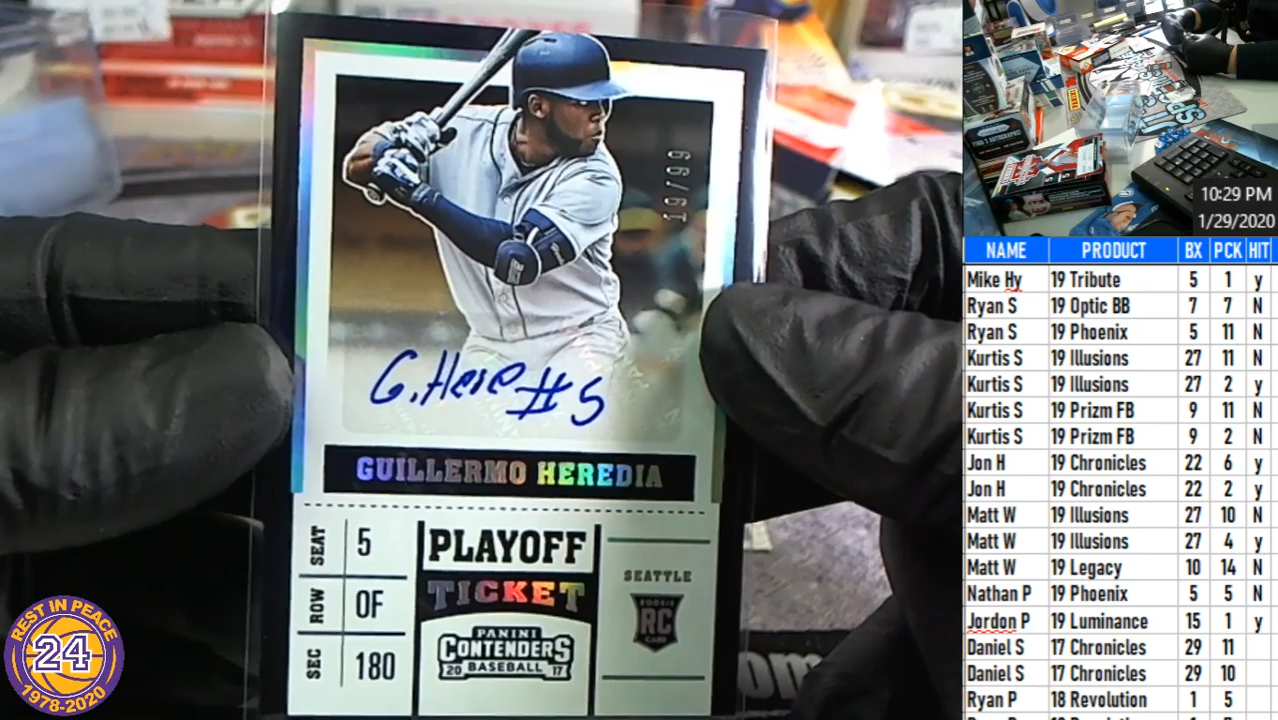 19/99
G.Here #5
GUILLERMO HEREDIA
SEAT 5
ROW OF
SEC 180
PLAYOFF
TICKET
PANINI
CONTENDERS
BASEBALL
20 17
SEATTLE
ROOKIE
RC
CARD
REST IN PEACE
24
1978-2020
10:29 PM
1/29/2020
NAME PRODUCT BX PCK HIT
Mike Hy 19 Tribute 5 1 y
Ryan S 19 Optic BB 7 7 N
Ryan S 19 Phoenix 5 11 N
Kurtis S 19 Illusions 27 11 N
Kurtis S 19 Illusions 27 2 y
Kurtis S 19 Prizm FB 9 11 N
Kurtis S 19 Prizm FB 9 2 N
Jon H 19 Chronicles 22 6 y
Jon H 19 Chronicles 22 2 y
Matt W 19 Illusions 27 10 N
Matt W 19 Illusions 27 4 y
Matt W 19 Legacy 10 14 N
Nathan P 19 Phoenix 5 5 N
Jordon P 19 Luminance 15 1 y
Daniel S 17 Chronicles 29 11
Daniel S 17 Chronicles 29 10
Ryan P 18 Revolution 1 5